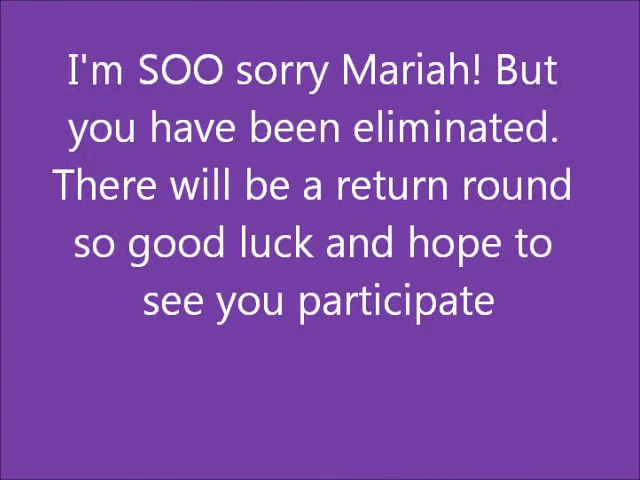 I'm SOO sorry Mariah! But
you have been eliminated.
There will be a return round
so good luck and hope to
see you participate